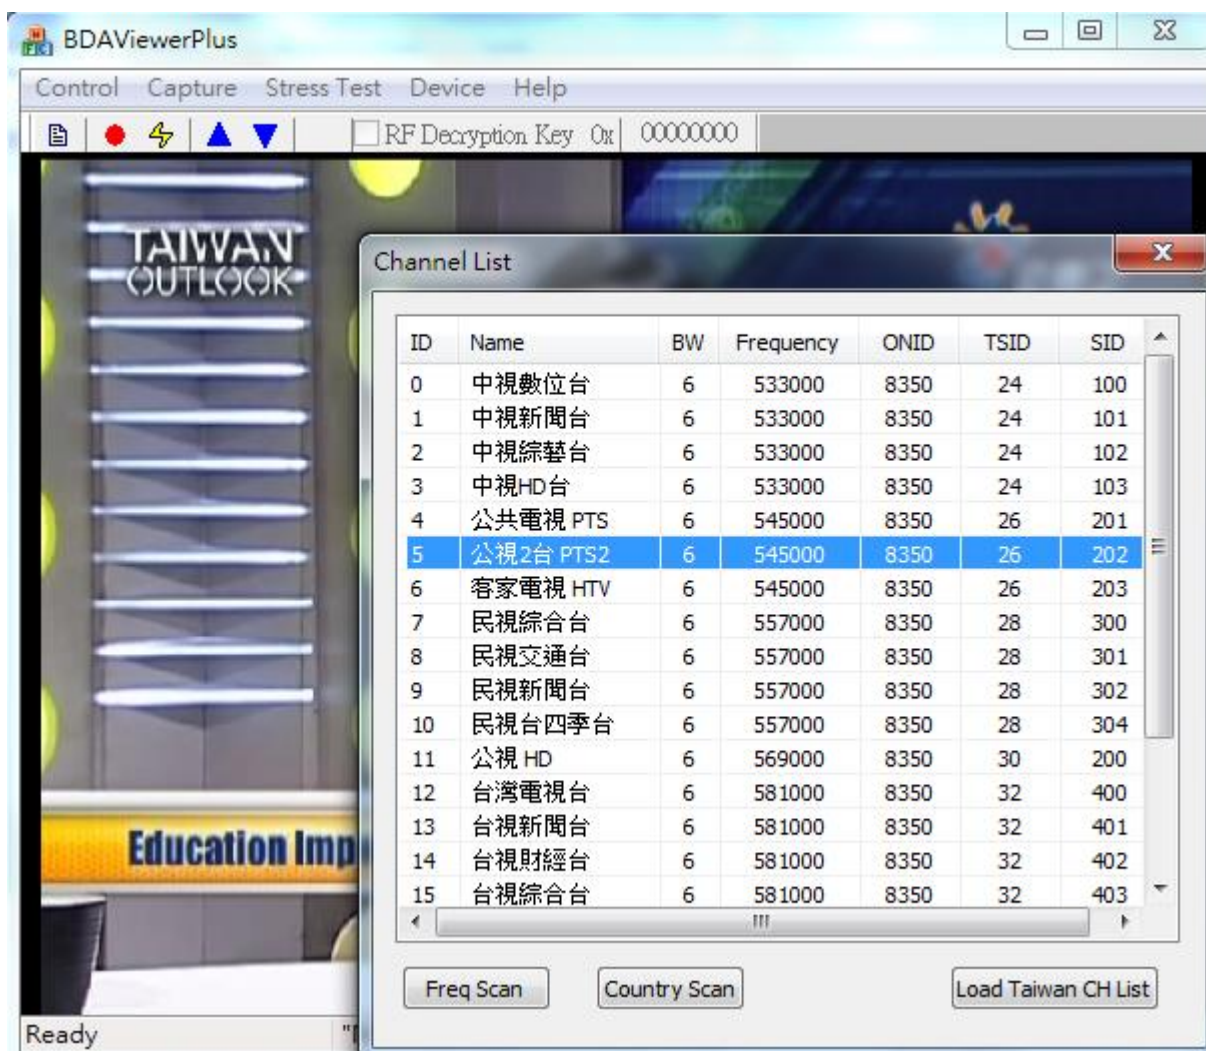 BDAViewerPlus
Control Capture Stress Test Device Help
RF Decryption Key 0x 00000000
TAIWAN
OUTLOOK
Channel List
ID Name BW Frequency ONID TSID SID
0 中視數位台 6 533000 8350 24 100
1 中視新聞台 6 533000 8350 24 101
2 中視綜藝台 6 533000 8350 24 102
3 中視HD台 6 533000 8350 24 103
4 公共電視 PTS 6 545000 8350 26 201
5 公視2台 PTS2 6 545000 8350 26 202
6 客家電視 HTV 6 545000 8350 26 203
7 民視綜合台 6 557000 8350 28 300
8 民視交通台 6 557000 8350 28 301
9 民視新聞台 6 557000 8350 28 302
10 民視台四季台 6 557000 8350 28 304
11 公視 HD 6 569000 8350 30 200
12 台灣電視台 6 581000 8350 32 400
13 台視新聞台 6 581000 8350 32 401
14 台視財經台 6 581000 8350 32 402
15 台視綜合台 6 581000 8350 32 403
Education Imp
Freq Scan Country Scan Load Taiwan CH List
Ready